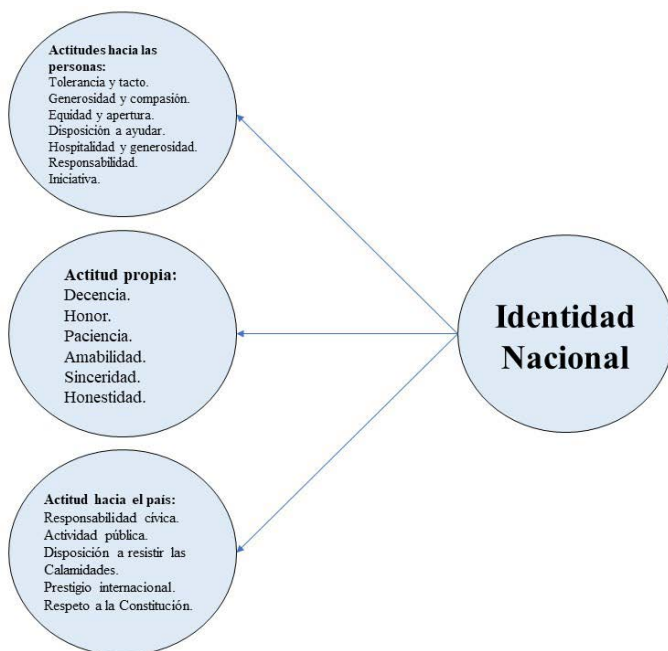 Actitudes hacia las
personas:
Tolerancia y tacto.
Generosidad y compasión.
Equidad y apertura.
Disposición a ayudar.
Hospitalidad y generosidad.
Responsabilidad.
Iniciativa.
Actitud propia:
Decencia.
Honor.
Paciencia.
Amabilidad.
Sinceridad.
Honestidad.
Actitud hacia el país:
Responsabilidad cívica.
Actividad pública.
Disposición a resistir las
Calamidades.
Prestigio internacional.
Respeto a la Constitución.
Identidad
Nacional